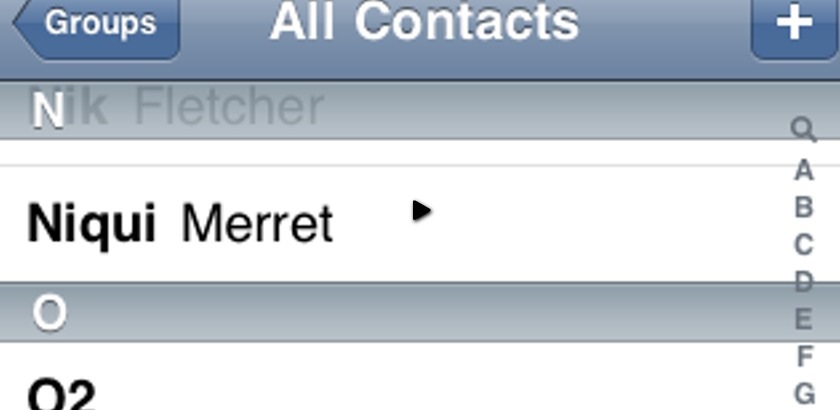 Groups All Contacts +
N
Nik Fletcher
Niqui Merret
O
O2
A
B
C
D
E
F
G